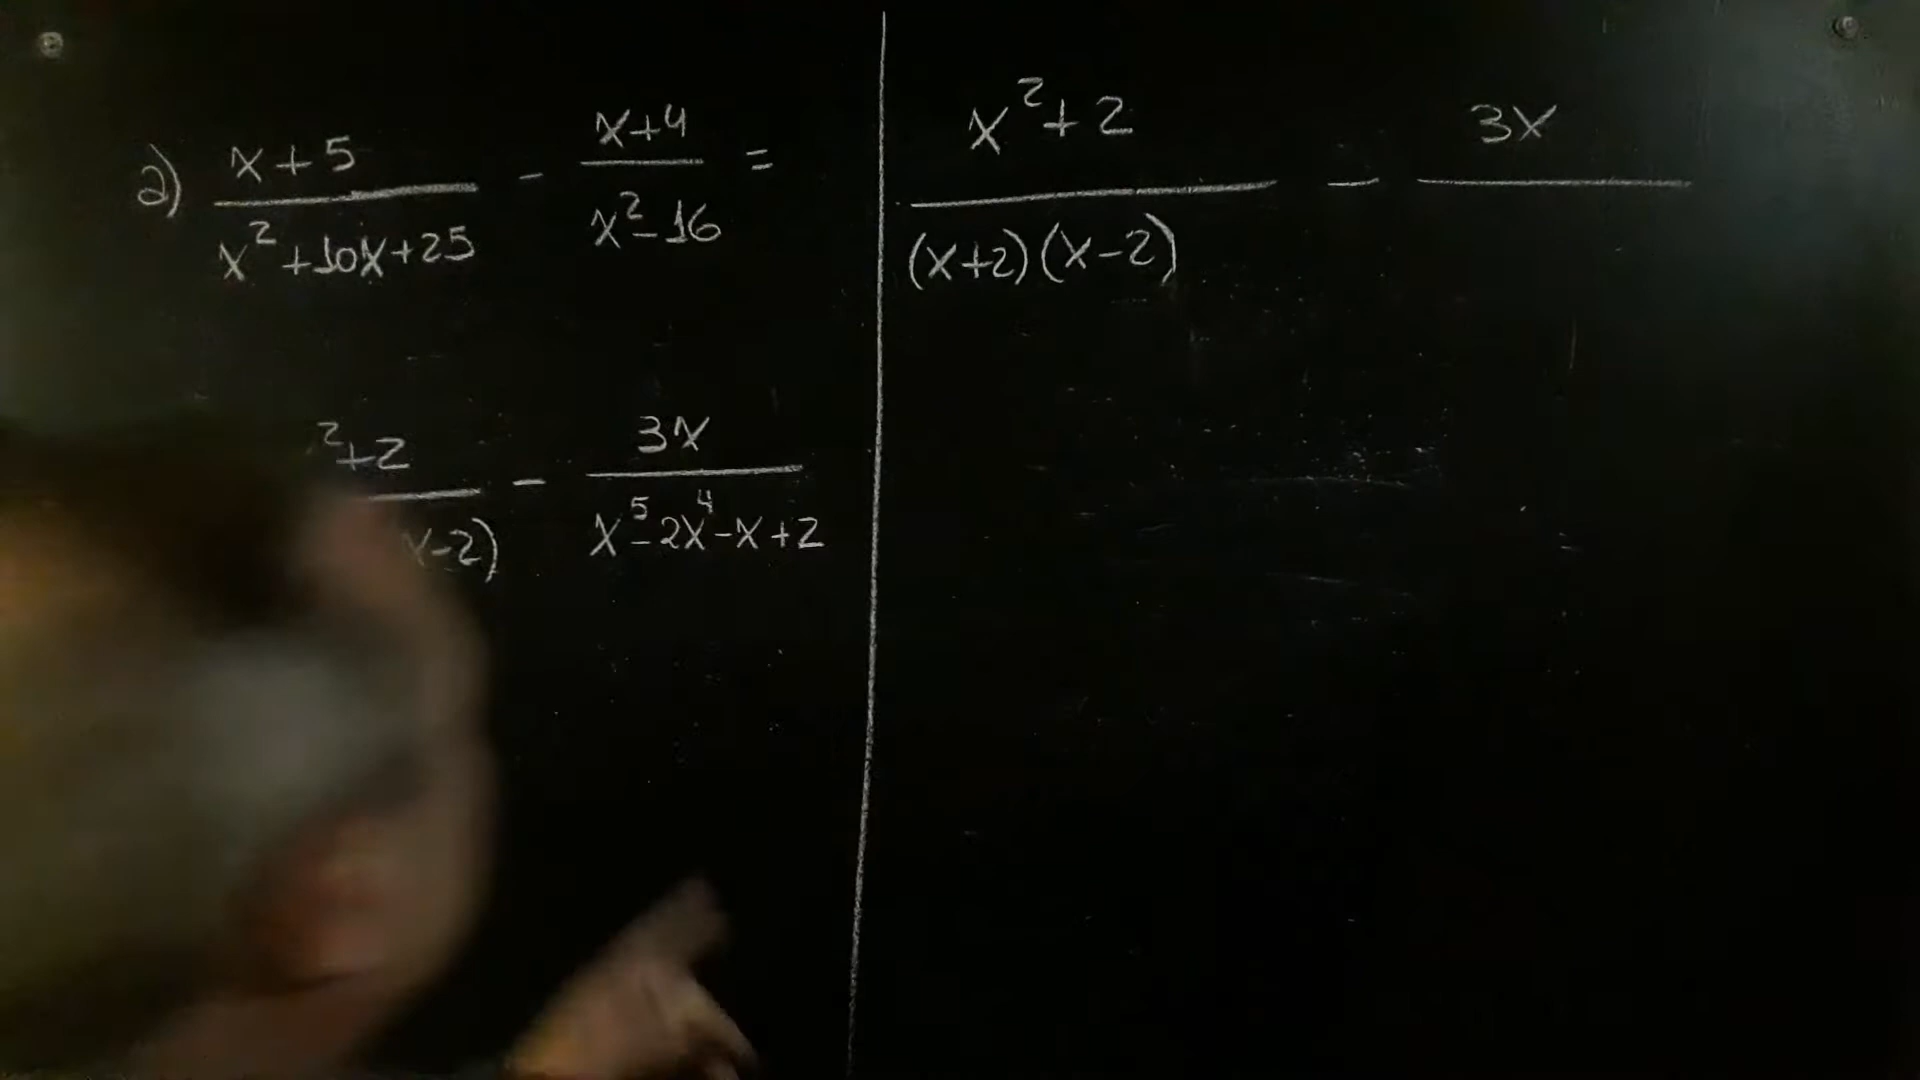 a) x+5 / x²+10x+25 - x+4 / x²-16 =
²+2 / x-2) - 3x / x⁵-2x⁴-x+2
x²+2 / (x+2)(x-2) - 3x /